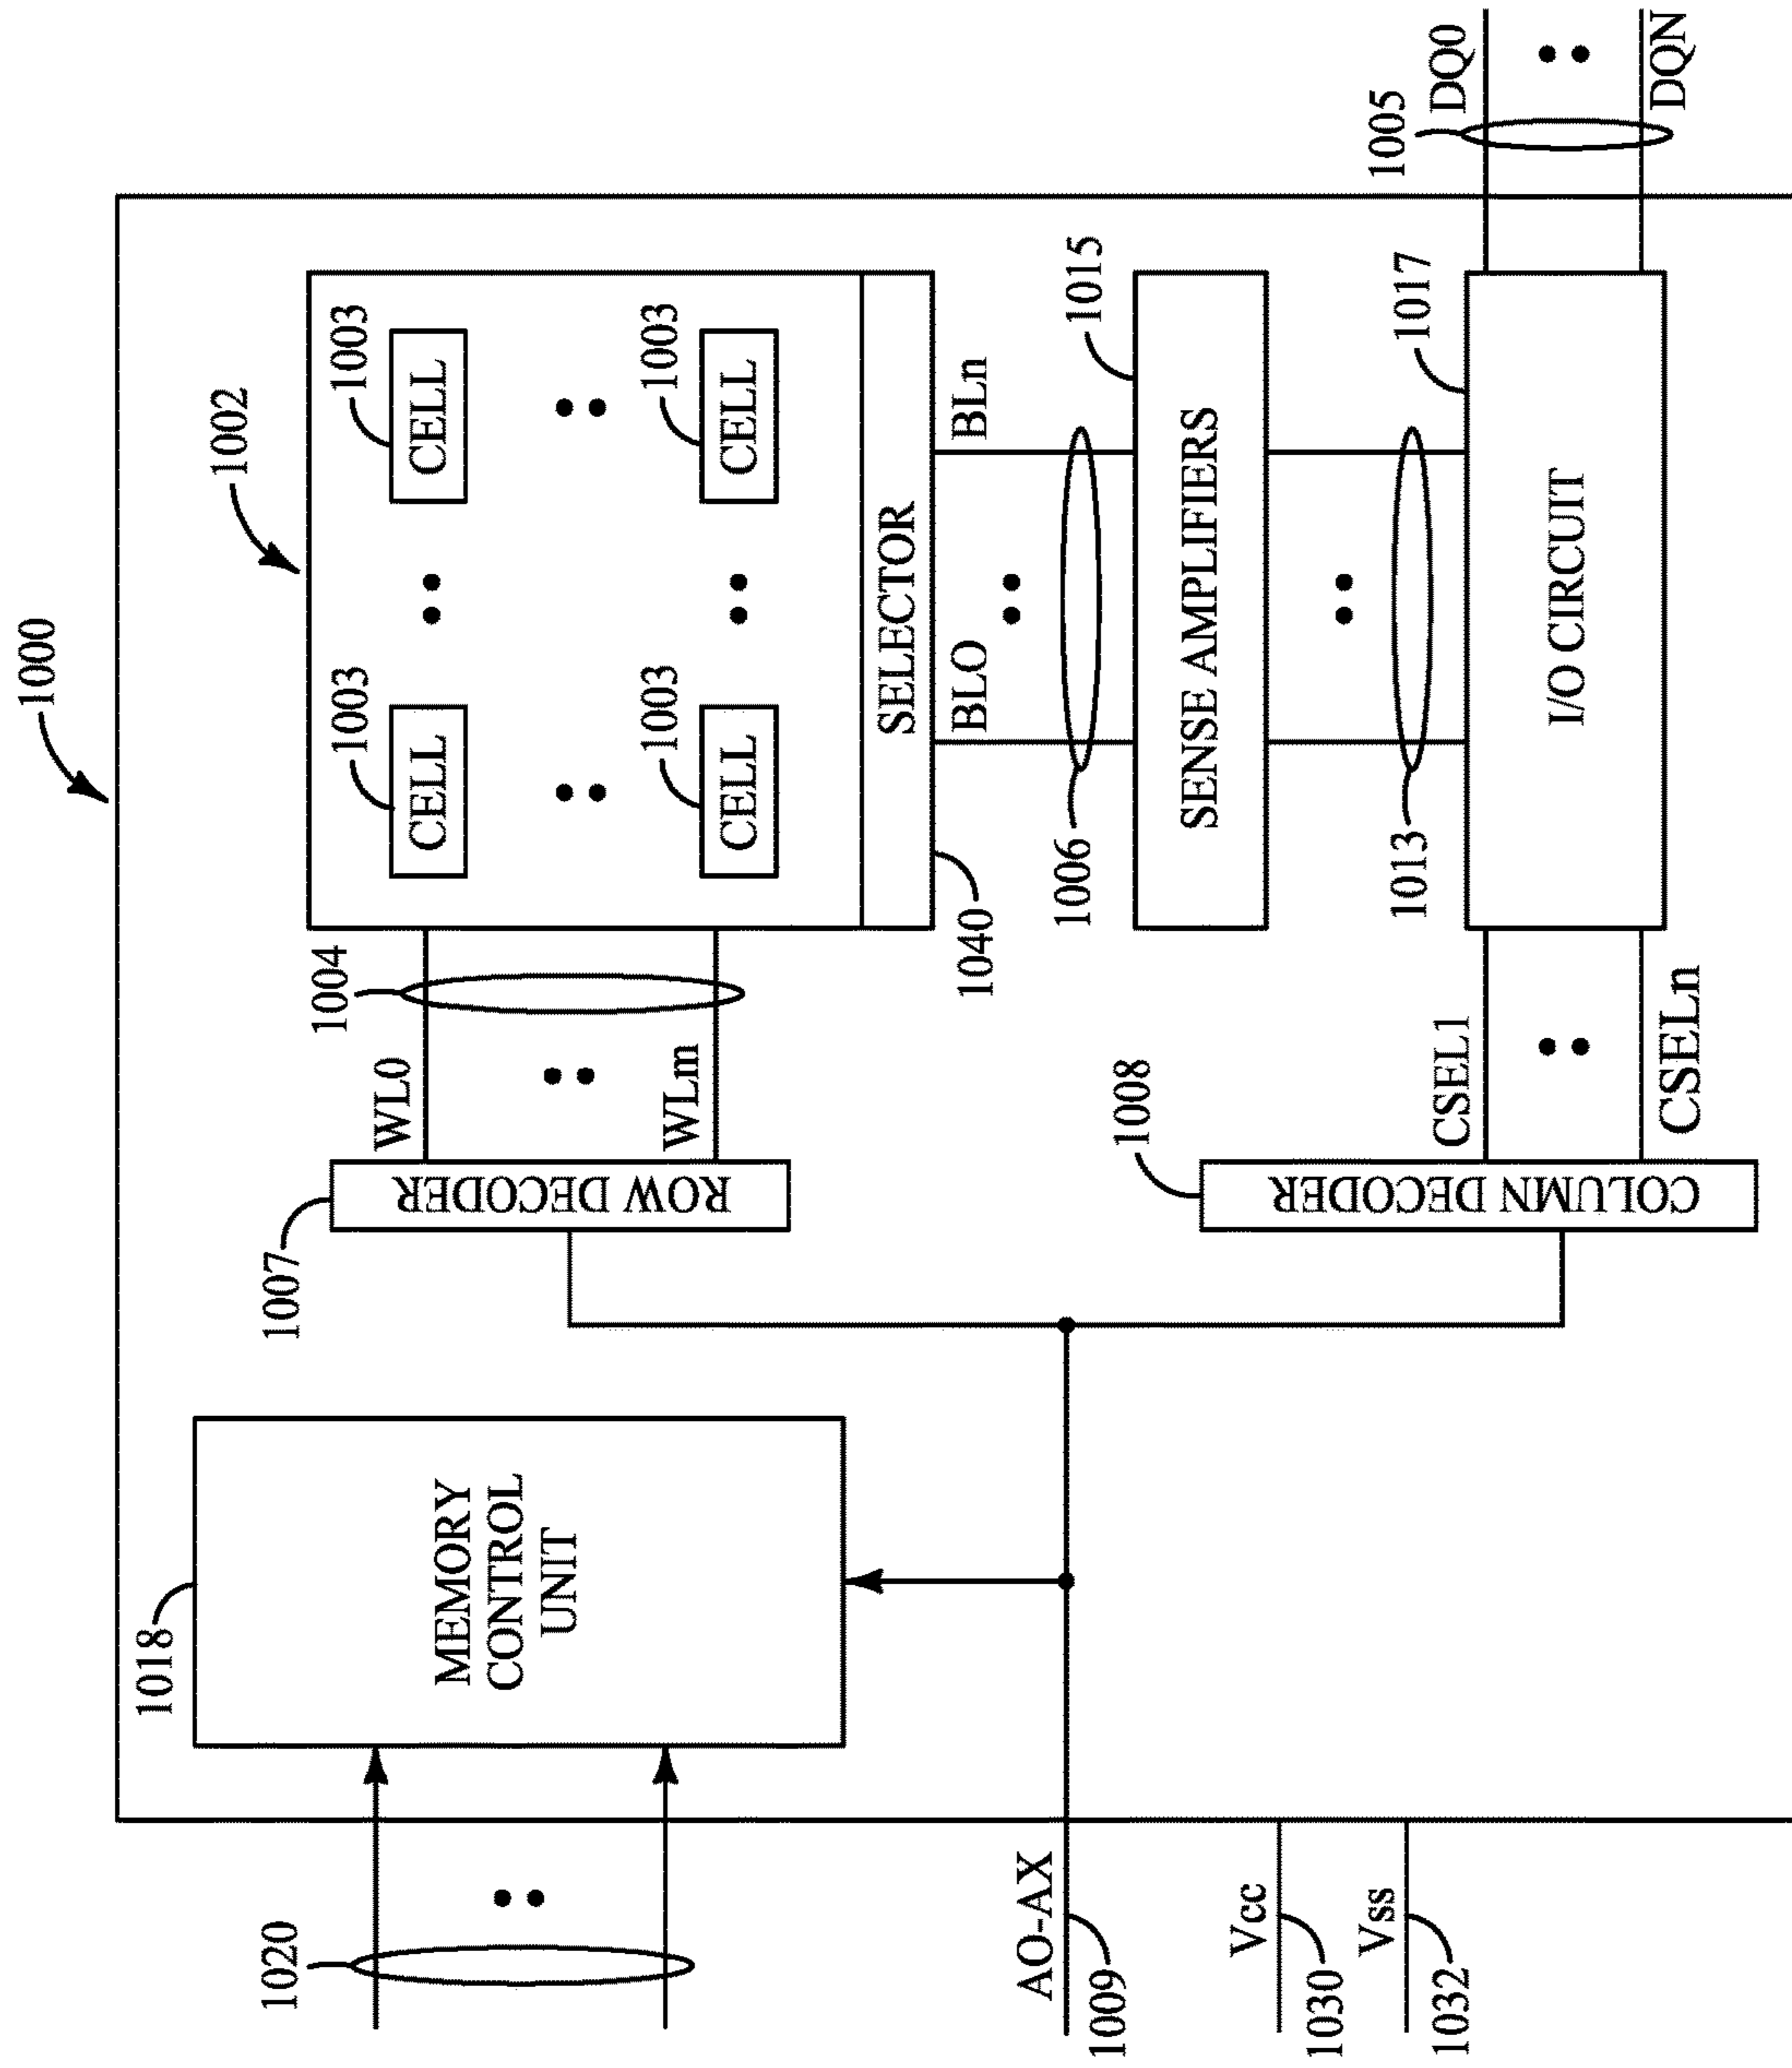 1000
1002
1003
1003
CELL
CELL
1003
1003
CELL
CELL
SELECTOR
1040
1004
WL0
WLm
1007
ROW DECODER
1018
MEMORY
CONTROL
UNIT
1020
BLO
BLn
1006
1015
SENSE AMPLIFIERS
1013
1017
I/O CIRCUIT
1008
COLUMN DECODER
CSEL1
CSELn
1005
DQ0
DQN
AO-AX
1009
Vcc
1030
Vss
1032